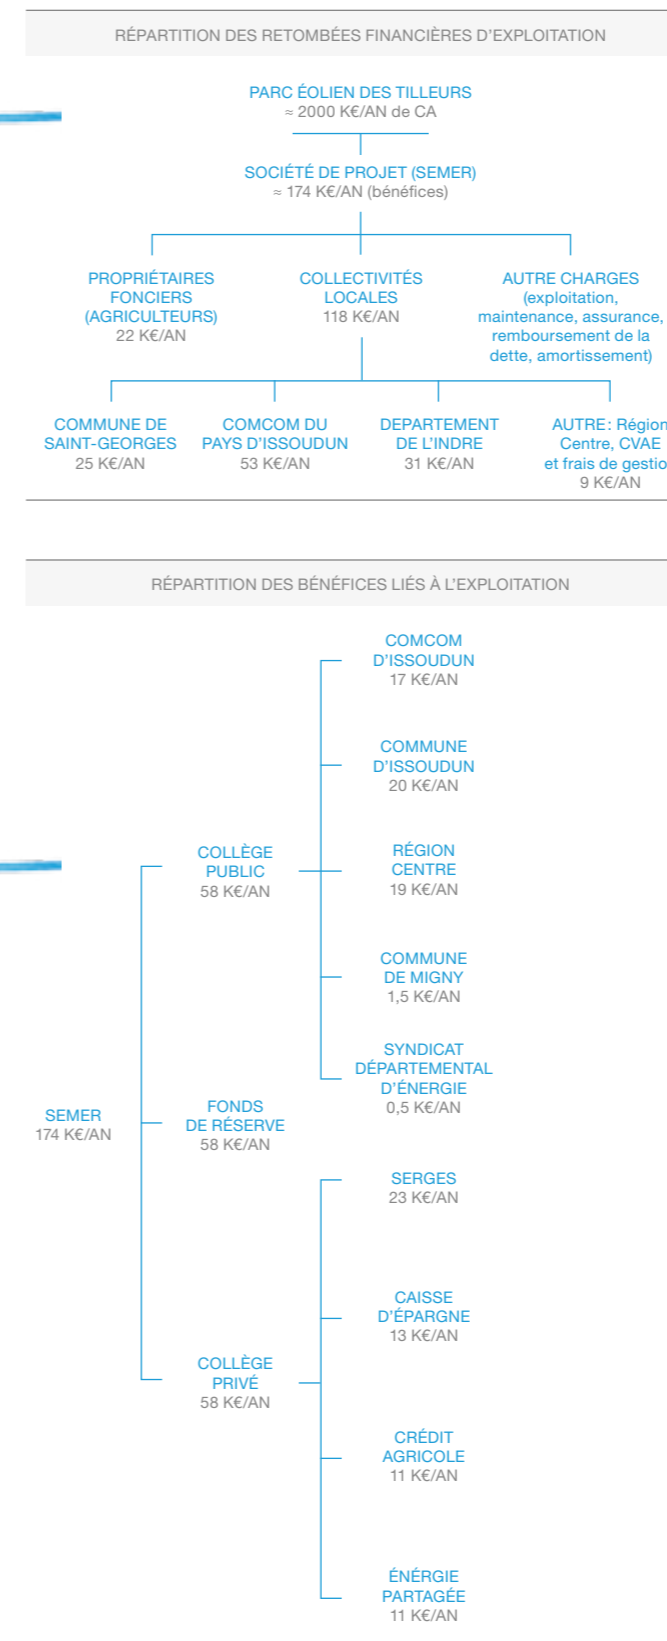 RÉPARTITION DES RETOMBÉES FINANCIÈRES D'EXPLOITATION
PARC ÉOLIEN DES TILLEURS
≈ 2000 K€/AN de CA
SOCIÉTÉ DE PROJET (SEMER)
≈ 174 K€/AN (bénéfices)
PROPRIÉTAIRES
FONCIERS
(AGRICULTEURS)
22 K€/AN
COLLECTIVITÉS
LOCALES
118 K€/AN
AUTRE CHARGES
(exploitation,
maintenance, assurance,
remboursement de la
dette, amortissement)
COMMUNE DE
SAINT-GEORGES
25 K€/AN
COMCOM DU
PAYS D'ISSOUDUN
53 K€/AN
DEPARTEMENT
DE L'INDRE
31 K€/AN
AUTRE: Région
Centre, CVAE
et frais de gestio
9 K€/AN
RÉPARTITION DES BÉNÉFICES LIÉS À L'EXPLOITATION
SEMER
174 K€/AN
COLLÈGE
PUBLIC
58 K€/AN
COMCOM
D'ISSOUDUN
17 K€/AN
COMMUNE
D'ISSOUDUN
20 K€/AN
RÉGION
CENTRE
19 K€/AN
COMMUNE
DE MIGNY
1,5 K€/AN
SYNDICAT
DÉPARTEMENTAL
D'ÉNERGIE
0,5 K€/AN
FONDS
DE RÉSERVE
58 K€/AN
COLLÈGE
PRIVÉ
58 K€/AN
SERGES
23 K€/AN
CAISSE
D'ÉPARGNE
13 K€/AN
CRÉDIT
AGRICOLE
11 K€/AN
ÉNÉRGIE
PARTAGÉE
11 K€/AN